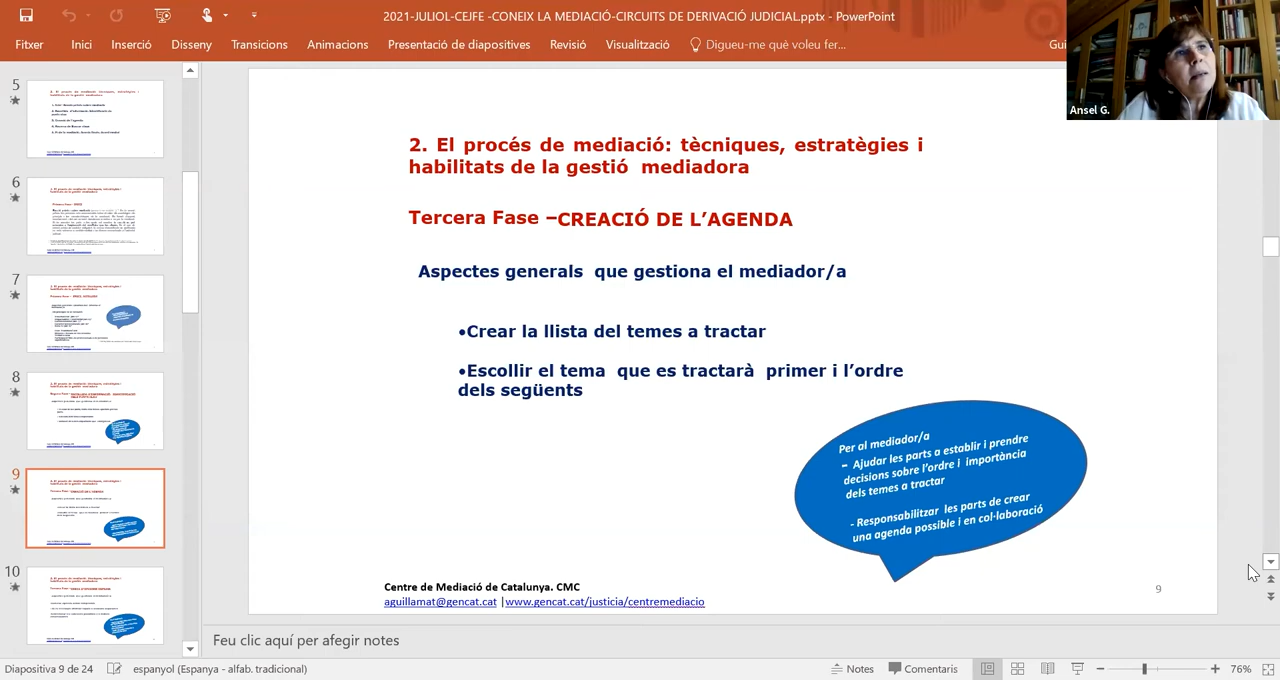 2021-JULIOL-CEJFE -CONEIX LA MEDIACIÓ-CIRCUITS DE DERIVACIÓ JUDICIAL.pptx - PowerPoint
Fitxer Inici Inserció Disseny Transicions Animacions Presentació de diapositives Revisió Visualització Digueu-me què voleu fer...
Ansel G.
5
6
7
8
9
10
2. El procés de mediació: tècniques, estratègies i
habilitats de la gestió mediadora
Tercera Fase –CREACIÓ DE L’AGENDA
Aspectes generals que gestiona el mediador/a
•Crear la llista del temes a tractar
•Escollir el tema que es tractarà primer i l’ordre
dels següents
Per al mediador/a
– Ajudar les parts a establir i prendre
decisions sobre l’ordre i importància
dels temes a tractar
- Responsabilitzar les parts de crear
una agenda possible i en col·laboració
Centre de Mediació de Catalunya. CMC
aguillamat@gencat.cat |www.gencat.cat/justicia/centremediacio
9
Feu clic aquí per afegir notes
Diapositiva 9 de 24 espanyol (Espanya - alfab. tradicional) Notes Comentaris 76%